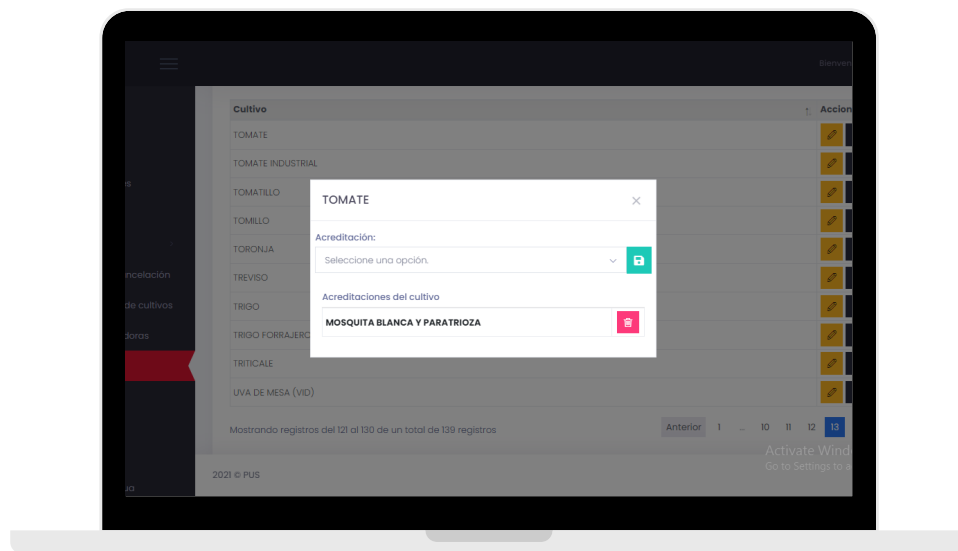 Bienven
Cultivo
Accion
TOMATE
TOMATE INDUSTRIAL
TOMATILLO
TOMILLO
TORONJA
TREVISO
TRIGO
TRIGO FORRAJERO
TRITICALE
UVA DE MESA (VID)
es
ncelación
de cultivos
doras
ua
TOMATE
Acreditación:
Seleccione una opción.
Acreditaciones del cultivo
MOSQUITA BLANCA Y PARATRIOZA
Mostrando registros del 121 al 130 de un total de 139 registros
Anterior 1 ... 10 11 12 13
Activate Wind
Go to Settings to a
2021 © PUS